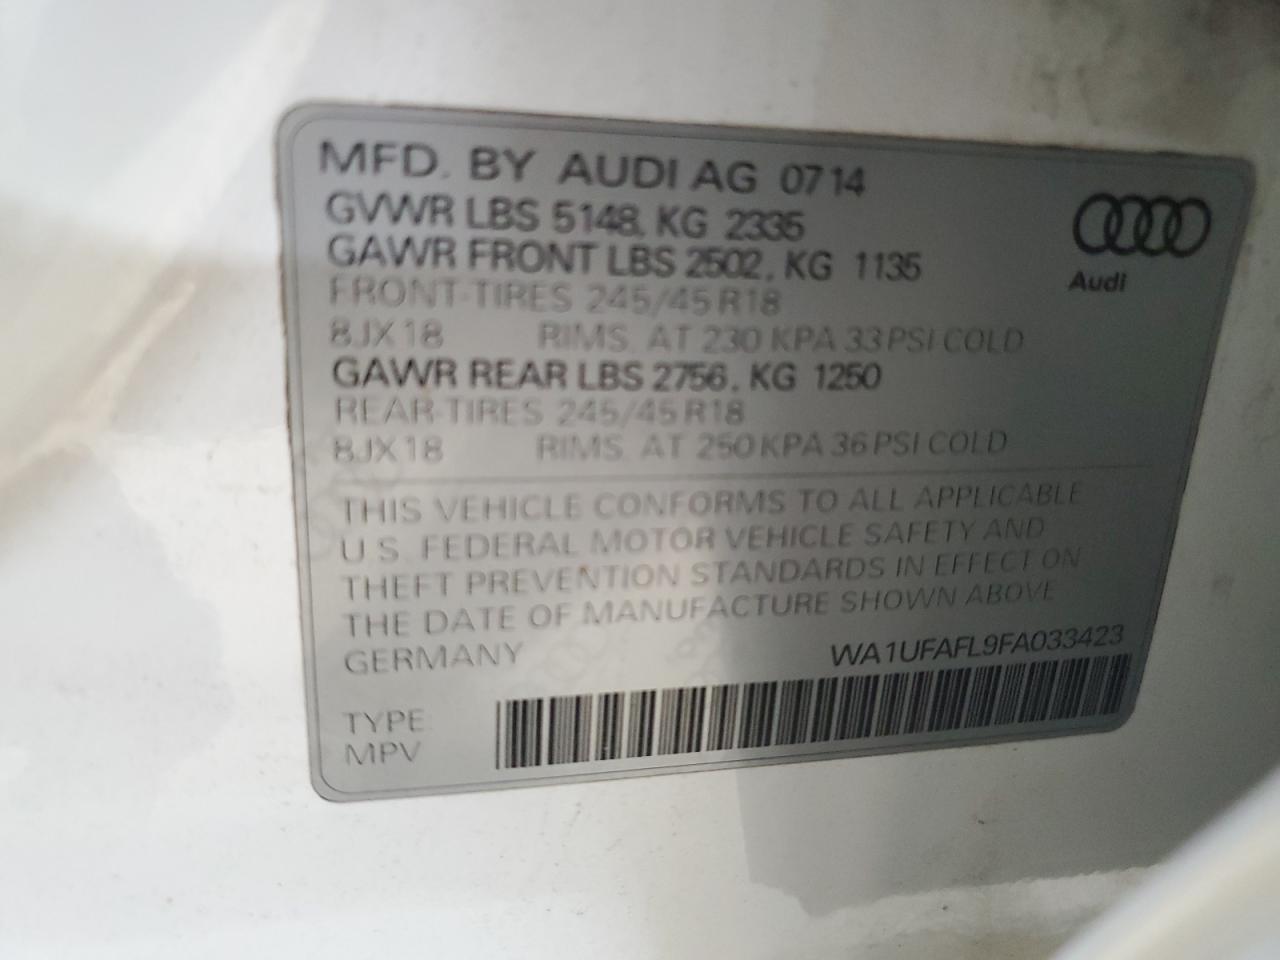 MFD. BY AUDI AG 0714
GVWR LBS 5148, KG 2335
GAWR FRONT LBS 2502, KG 1135
FRONT-TIRES 245/45 R18
8JX18 RIMS. AT 230 KPA 33 PSI COLD
GAWR REAR LBS 2756, KG 1250
REAR-TIRES 245/45 R18
8JX18 RIMS. AT 250 KPA 36 PSI COLD
Audi
THIS VEHICLE CONFORMS TO ALL APPLICABLE
U.S. FEDERAL MOTOR VEHICLE SAFETY AND
THEFT PREVENTION STANDARDS IN EFFECT ON
THE DATE OF MANUFACTURE SHOWN ABOVE
GERMANY WA1UFAFL9FA033423
TYPE:
MPV